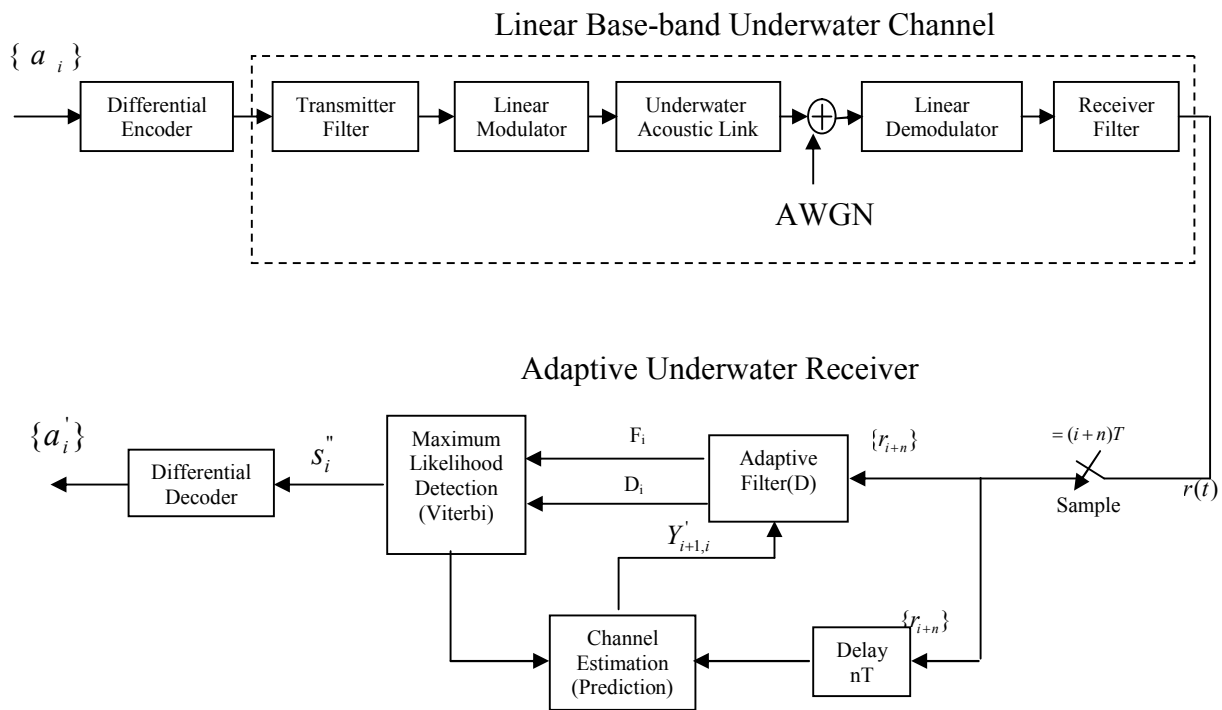 Linear Base-band Underwater Channel
{ a i }
Differential
Encoder
Transmitter
Filter
Linear
Modulator
Underwater
Acoustic Link
+
Linear
Demodulator
Receiver
Filter
AWGN
Adaptive Underwater Receiver
{a'i}
Differential
Decoder
s''i
Maximum
Likelihood
Detection
(Viterbi)
Fi
Di
Adaptive
Filter(D)
{ri+n}
=(i+n)T
Sample
r(t)
Y'i+1,i
Channel
Estimation
(Prediction)
{ri+n}
Delay
nT